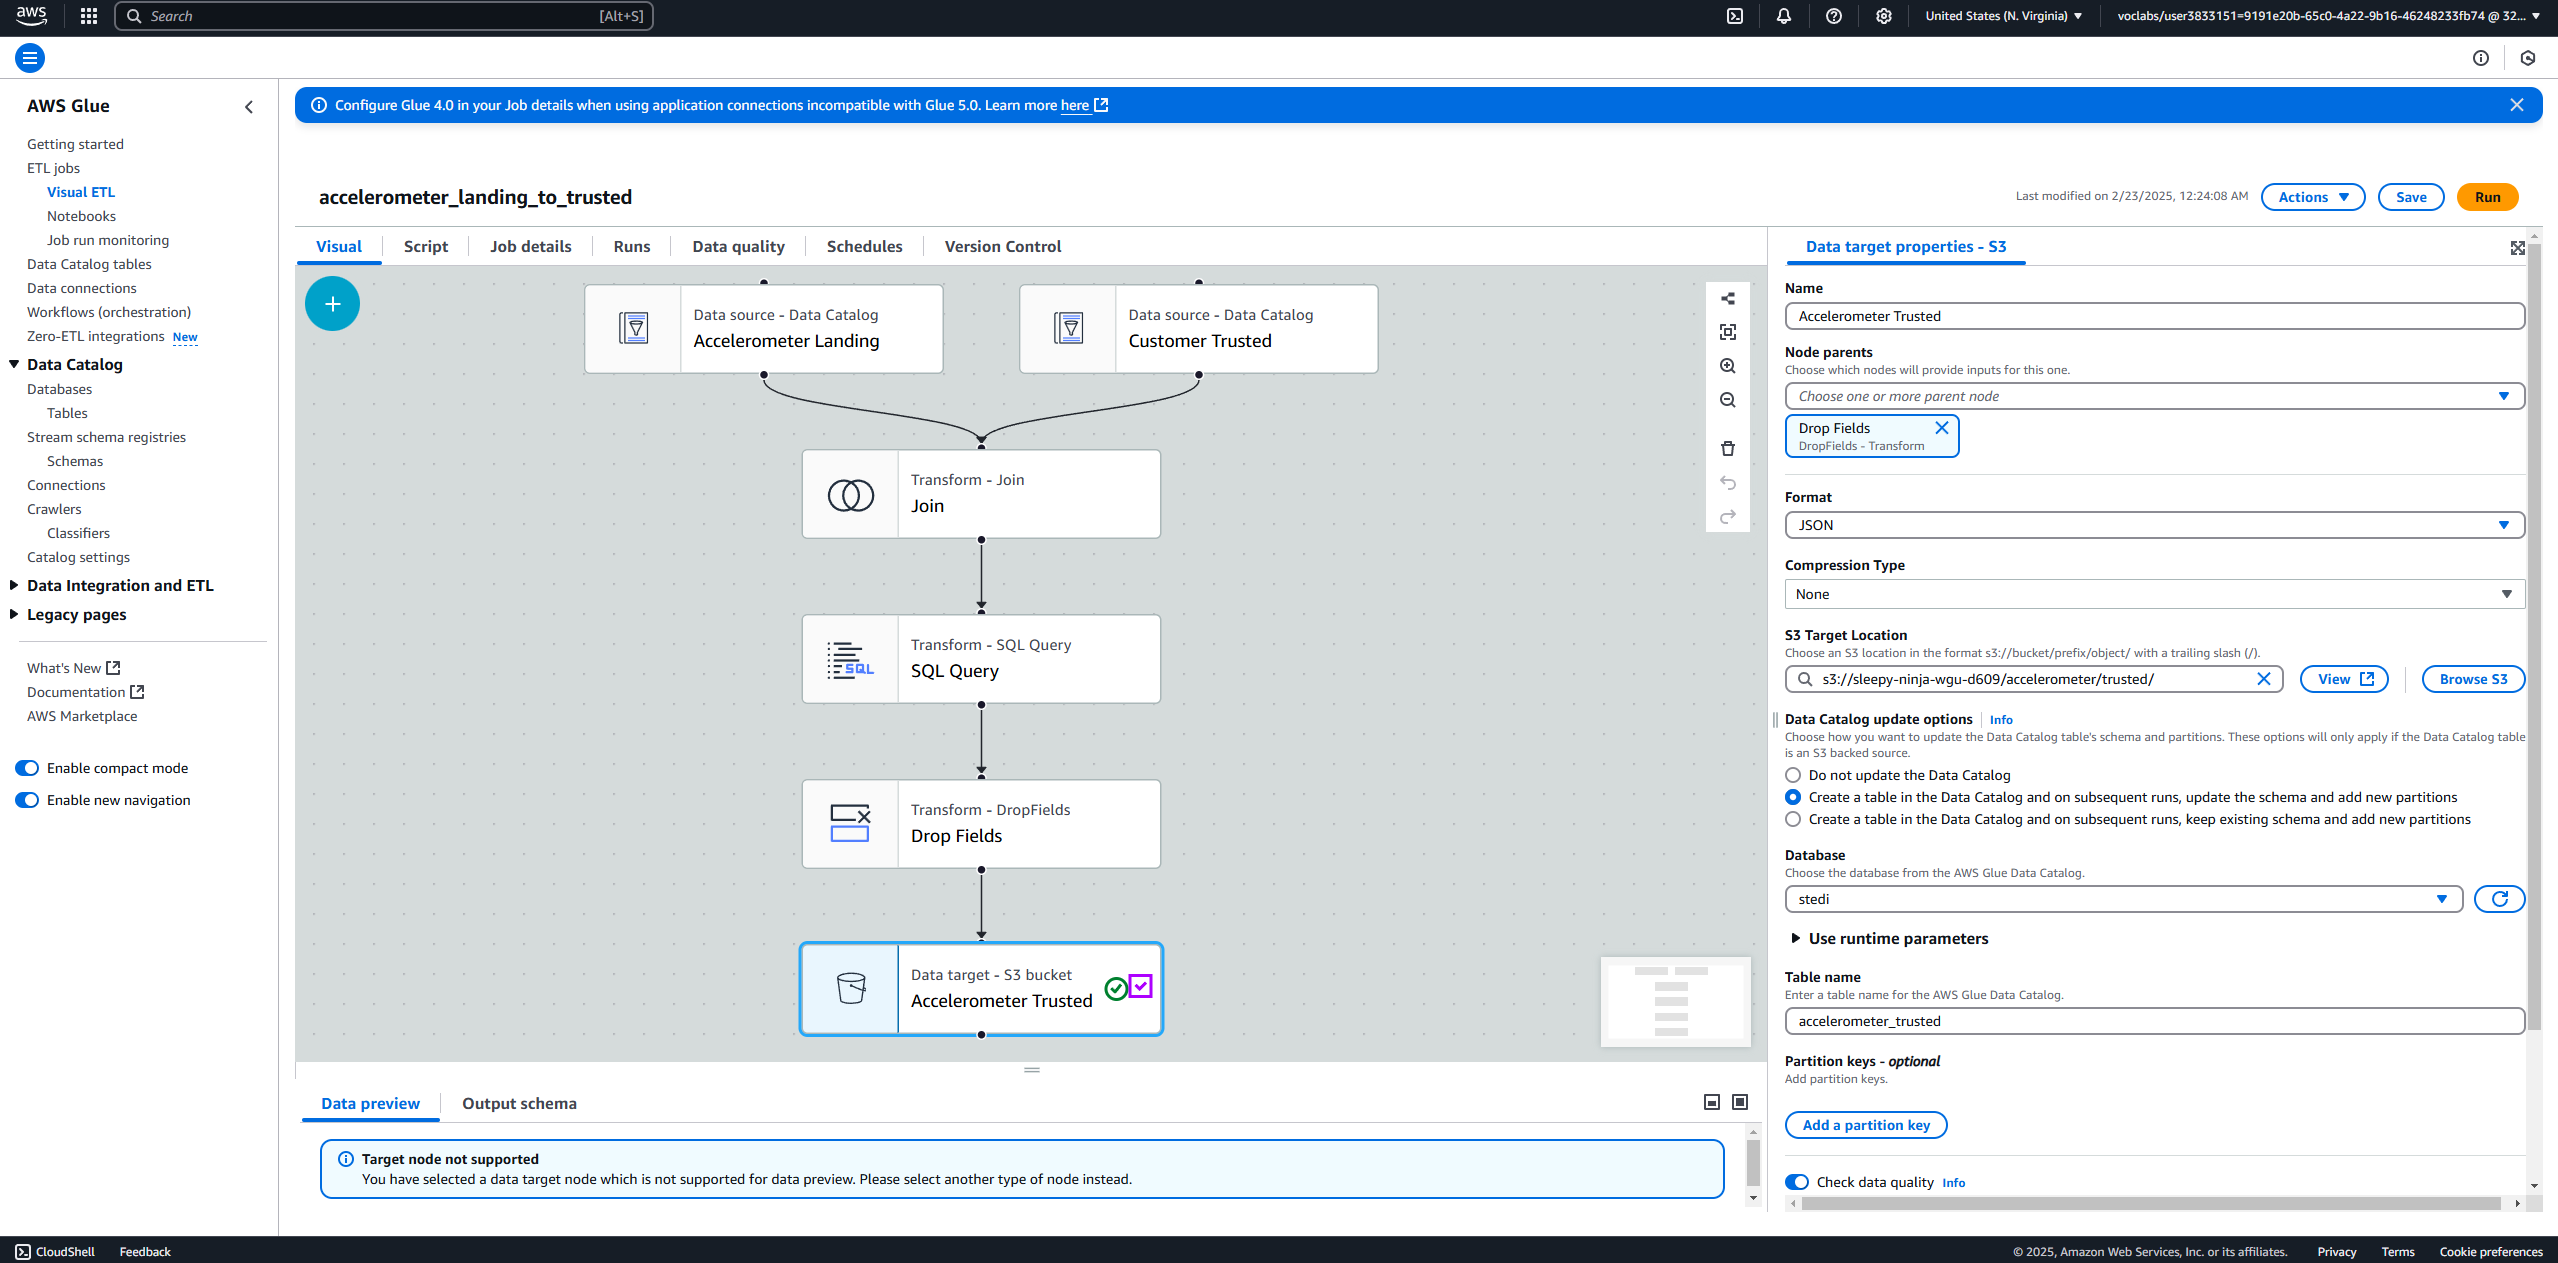 aws
Search [Alt+S]
United States (N. Virginia)
voclabs/user3833151=9191e20b-65c0-4a22-9b16-46248233fb74 @ 32...
AWS Glue
Getting started
ETL jobs
Visual ETL
Notebooks
Job run monitoring
Data Catalog tables
Data connections
Workflows (orchestration)
Zero-ETL integrations New
Data Catalog
Databases
Tables
Stream schema registries
Schemas
Connections
Crawlers
Classifiers
Catalog settings
Data Integration and ETL
Legacy pages
What's New
Documentation
AWS Marketplace
Enable compact mode
Enable new navigation
Configure Glue 4.0 in your Job details when using application connections incompatible with Glue 5.0. Learn more here
accelerometer_landing_to_trusted
Last modified on 2/23/2025, 12:24:08 AM
Actions
Save
Run
Visual
Script
Job details
Runs
Data quality
Schedules
Version Control
Data source - Data Catalog
Accelerometer Landing
Data source - Data Catalog
Customer Trusted
Transform - Join
Join
SQL
Transform - SQL Query
SQL Query
Transform - DropFields
Drop Fields
Data target - S3 bucket
Accelerometer Trusted
Data preview
Output schema
Target node not supported
You have selected a data target node which is not supported for data preview. Please select another type of node instead.
Data target properties - S3
Name
Accelerometer Trusted
Node parents
Choose which nodes will provide inputs for this one.
Choose one or more parent node
Drop Fields
DropFields - Transform
Format
JSON
Compression Type
None
S3 Target Location
Choose an S3 location in the format s3://bucket/prefix/object/ with a trailing slash (/).
s3://sleepy-ninja-wgu-d609/accelerometer/trusted/
View
Browse S3
Data Catalog update options Info
Choose how you want to update the Data Catalog table's schema and partitions. These options will only apply if the Data Catalog table
is an S3 backed source.
Do not update the Data Catalog
Create a table in the Data Catalog and on subsequent runs, update the schema and add new partitions
Create a table in the Data Catalog and on subsequent runs, keep existing schema and add new partitions
Database
Choose the database from the AWS Glue Data Catalog.
stedi
Use runtime parameters
Table name
Enter a table name for the AWS Glue Data Catalog.
accelerometer_trusted
Partition keys - optional
Add partition keys.
Add a partition key
Check data quality Info
CloudShell
Feedback
© 2025, Amazon Web Services, Inc. or its affiliates.
Privacy
Terms
Cookie preferences